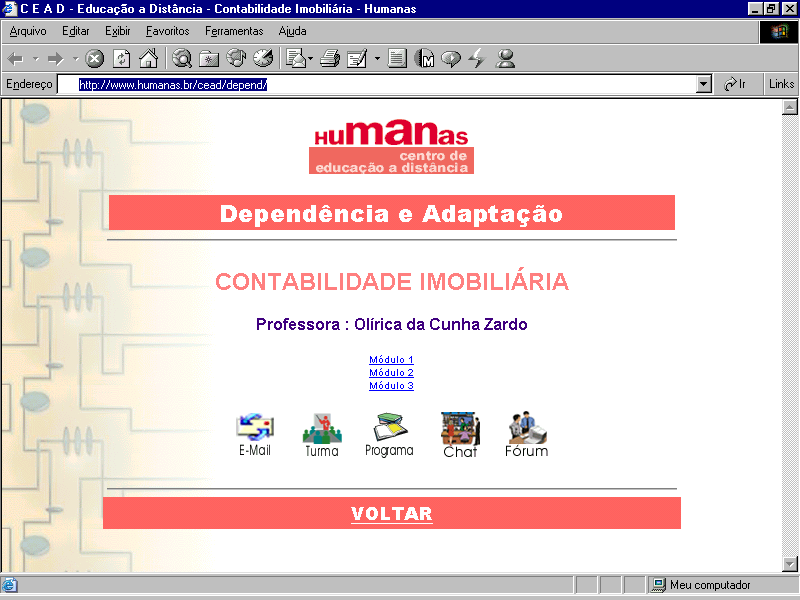 C E A D - Educação a Distância - Contabilidade Imobiliária - Humanas
Arquivo Editar Exibir Favoritos Ferramentas Ajuda
Endereço http://www.humanas.br/cead/depend/ Ir Links
HuMANAS
centro de
educação a distância
Dependência e Adaptação
CONTABILIDADE IMOBILIÁRIA
Professora : Olírica da Cunha Zardo
Módulo 1
Módulo 2
Módulo 3
E-Mail Turma Programa Chat Fórum
VOLTAR
Meu computador